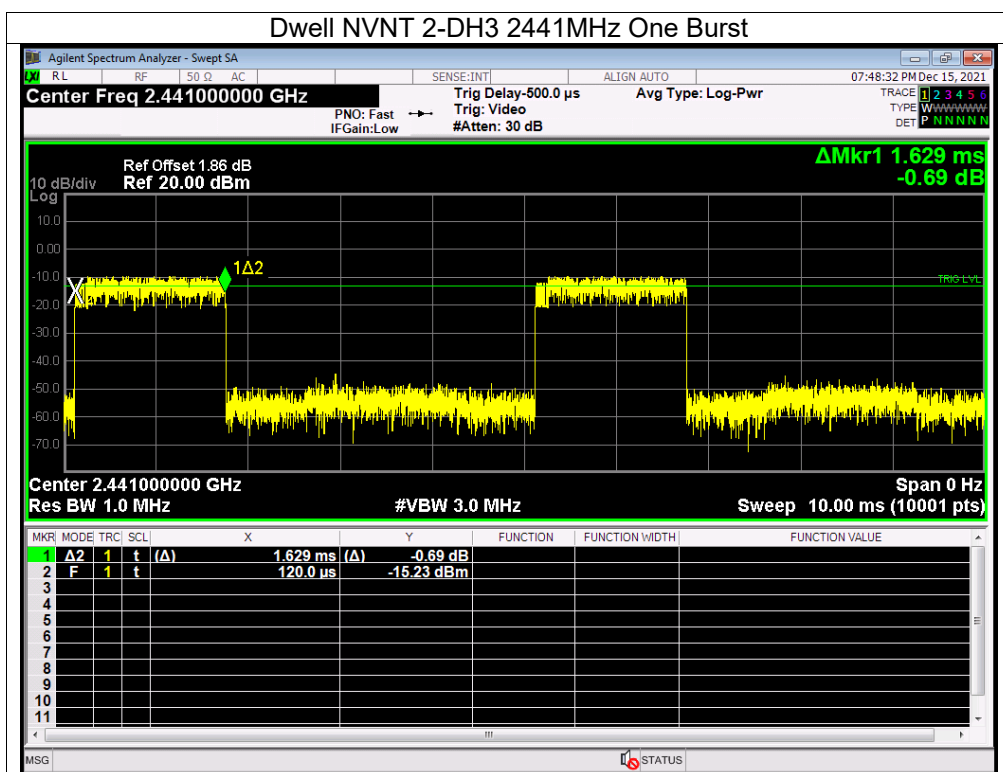 Dwell NVNT 2-DH3 2441MHz One Burst
Agilent Spectrum Analyzer - Swept SA
LXI RL RF 50 Ω AC SENSE:INT ALIGN AUTO 07:48:32 PM Dec 15, 2021
Center Freq 2.441000000 GHz Trig Delay-500.0 µs Avg Type: Log-Pwr TRACE 1 2 3 4 5 6
PNO: Fast Trig: Video TYPE WWWWWW
IFGain:Low #Atten: 30 dB DET P N N N N N
ΔMkr1 1.629 ms
-0.69 dB
Ref Offset 1.86 dB
10 dB/div Ref 20.00 dBm
Log
10.0
0.00
1Δ2
-10.0
TRIG LVL
-20.0
-30.0
-40.0
-50.0
-60.0
-70.0
Center 2.441000000 GHz Span 0 Hz
Res BW 1.0 MHz #VBW 3.0 MHz Sweep 10.00 ms (10001 pts)
MKR MODE TRC SCL X Y FUNCTION FUNCTION WIDTH FUNCTION VALUE
1 Δ2 1 t (Δ) 1.629 ms (Δ) -0.69 dB
2 F 1 t 120.0 µs -15.23 dBm
3
4
5
6
7
8
9
10
11
MSG STATUS